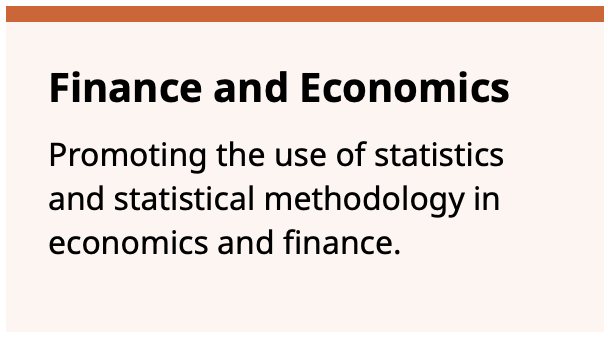 Finance and Economics
Promoting the use of statistics
and statistical methodology in
economics and finance.